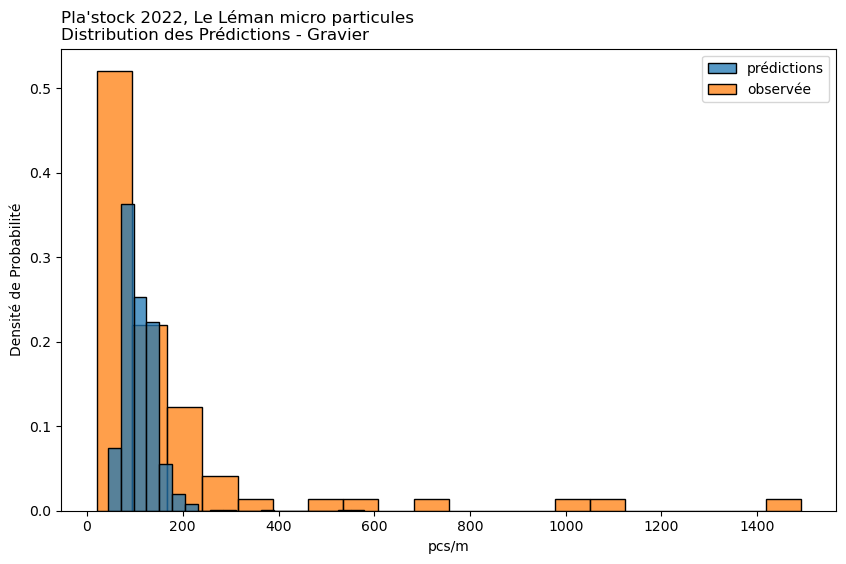 Pla'stock 2022, Le Léman micro particules
Distribution des Prédictions - Gravier
prédictions
observée
Densité de Probabilité
0.5
0.4
0.3
0.2
0.1
0.0
0
200
400
600
800
1000
1200
1400
pcs/m